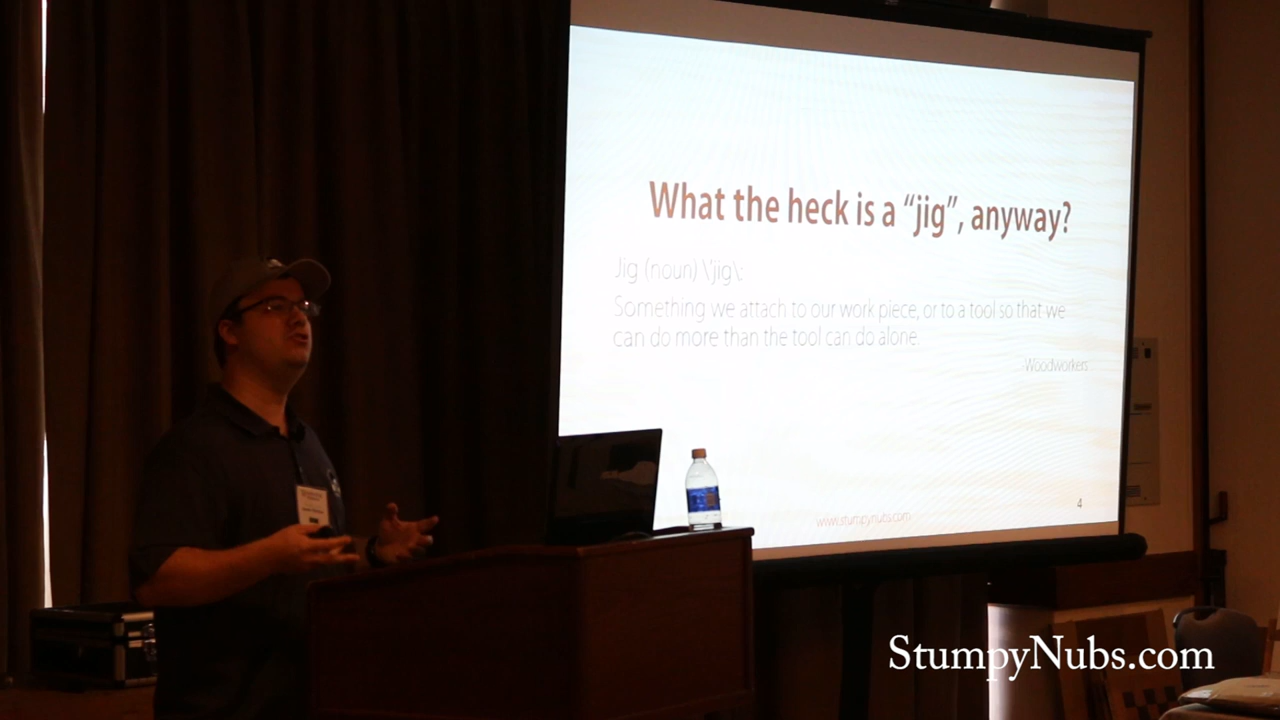 What the heck is a “jig”, anyway?
Jig (noun) \'jig\:
Something we attach to our work piece, or to a tool so that we
can do more than the tool can do alone.
-Woodworkers
www.stumpynubs.com
4
StumpyNubs.com